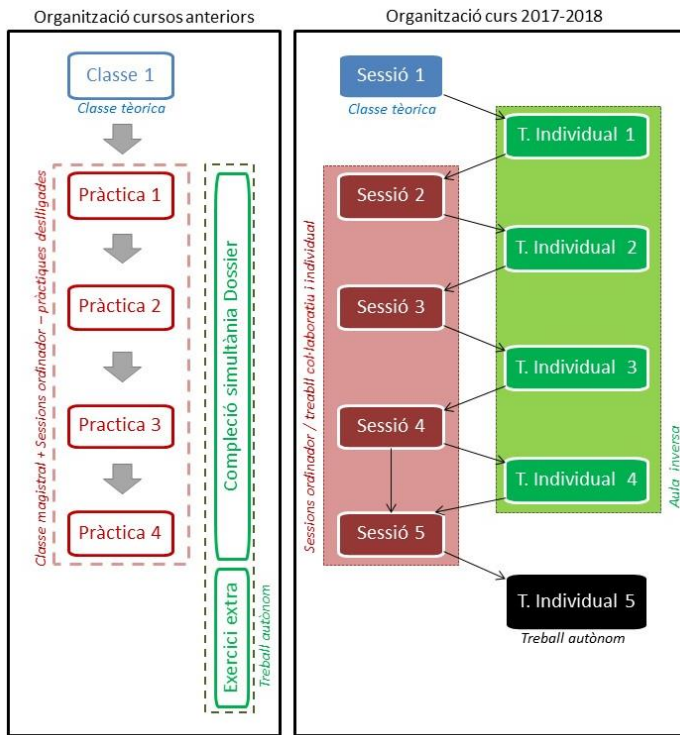 Organització cursos anteriors
Classe 1
Classe tèorica
Pràctica 1
Pràctica 2
Practica 3
Pràctica 4
Classe magistral + Sessions ordinador – pràctiques deslligades
Compleció simultània Dossier
Exercici extra
Treball autònom
Organització curs 2017-2018
Sessió 1
Classe tèorica
T. Individual 1
Sessió 2
T. Individual 2
Sessió 3
T. Individual 3
Sessió 4
T. Individual 4
Sessió 5
T. Individual 5
Treball autònom
Sessions ordinador / treabll col·laboratiu i individual
Aula inversa